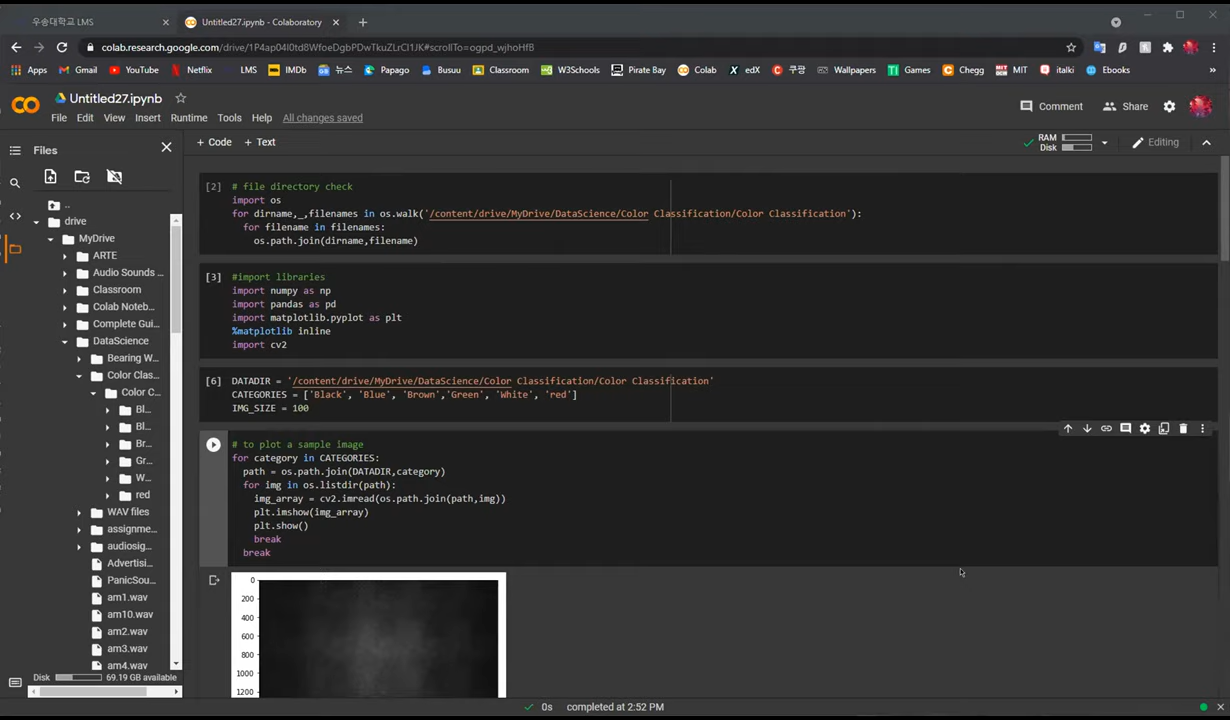 우송대학교 LMS
Untitled27.ipynb - Colaboratory
colab.research.google.com/drive/1P4ap04I0td8WfoeDgbPDwTkuZLrCI1JK#scrollTo=ogpd_wjhoHfB
Apps Gmail YouTube Netflix LMS IMDb 뉴스 Papago Busuu Classroom W3Schools Pirate Bay Colab edX 쿠팡 Wallpapers Games Chegg MIT italki Ebooks
Untitled27.ipynb
Comment Share
File Edit View Insert Runtime Tools Help All changes saved
Files
+ Code + Text
RAM
Disk
Editing
..
drive
MyDrive
ARTE
Audio Sounds ...
Classroom
Colab Noteb...
Complete Gui...
DataScience
Bearing W...
Color Clas...
Color C...
Bl...
Bl...
Br...
Gr...
W...
red
WAV files
assignme...
audiosig...
Advertisi...
PanicSou...
am1.wav
am10.wav
am2.wav
am3.wav
am4.wav
Disk 69.19 GB available
[2] # file directory check
import os
for dirname,_,filenames in os.walk('/content/drive/MyDrive/DataScience/Color Classification/Color Classification'):
for filename in filenames:
os.path.join(dirname,filename)
[3] #import libraries
import numpy as np
import pandas as pd
import matplotlib.pyplot as plt
%matplotlib inline
import cv2
[6] DATADIR = '/content/drive/MyDrive/DataScience/Color Classification/Color Classification'
CATEGORIES = ['Black', 'Blue', 'Brown','Green', 'White', 'red']
IMG_SIZE = 100
# to plot a sample image
for category in CATEGORIES:
path = os.path.join(DATADIR,category)
for img in os.listdir(path):
img_array = cv2.imread(os.path.join(path,img))
plt.imshow(img_array)
plt.show()
break
break
0
200
400
600
800
1000
1200
0s completed at 2:52 PM